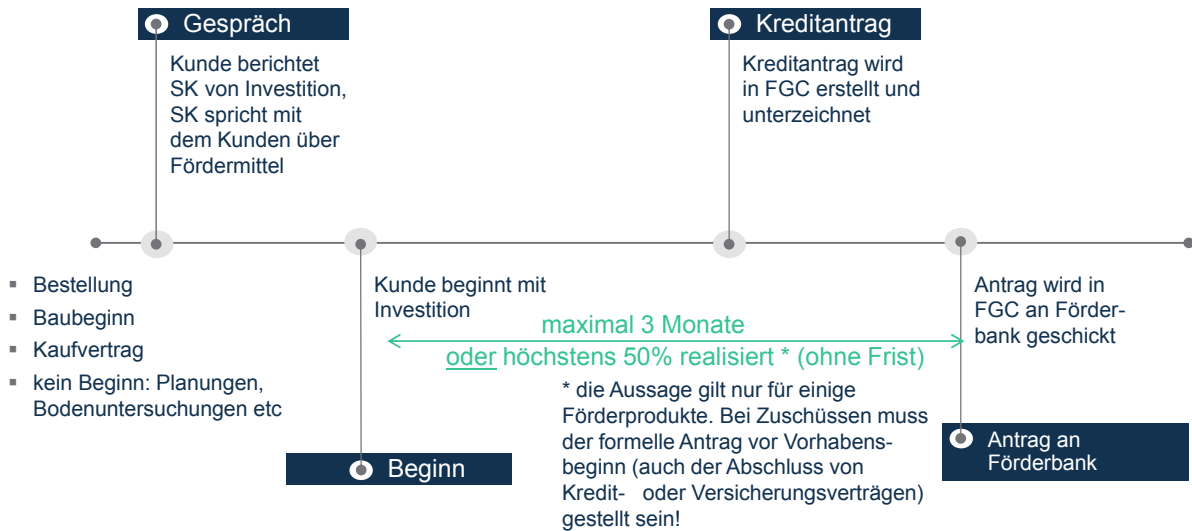 Gespräch
Kunde berichtet
SK von Investition,
SK spricht mit
dem Kunden über
Fördermittel
Kreditantrag
Kreditantrag wird
in FGC erstellt und
unterzeichnet
▪ Bestellung
▪ Baubeginn
▪ Kaufvertrag
▪ kein Beginn: Planungen,
Bodenuntersuchungen etc
Kunde beginnt mit
Investition
Beginn
maximal 3 Monate
oder höchstens 50% realisiert * (ohne Frist)
* die Aussage gilt nur für einige
Förderprodukte. Bei Zuschüssen muss
der formelle Antrag vor Vorhabens-
beginn (auch der Abschluss von
Kredit- oder Versicherungsverträgen)
gestellt sein!
Antrag wird in
FGC an Förder-
bank geschickt
Antrag an
Förderbank